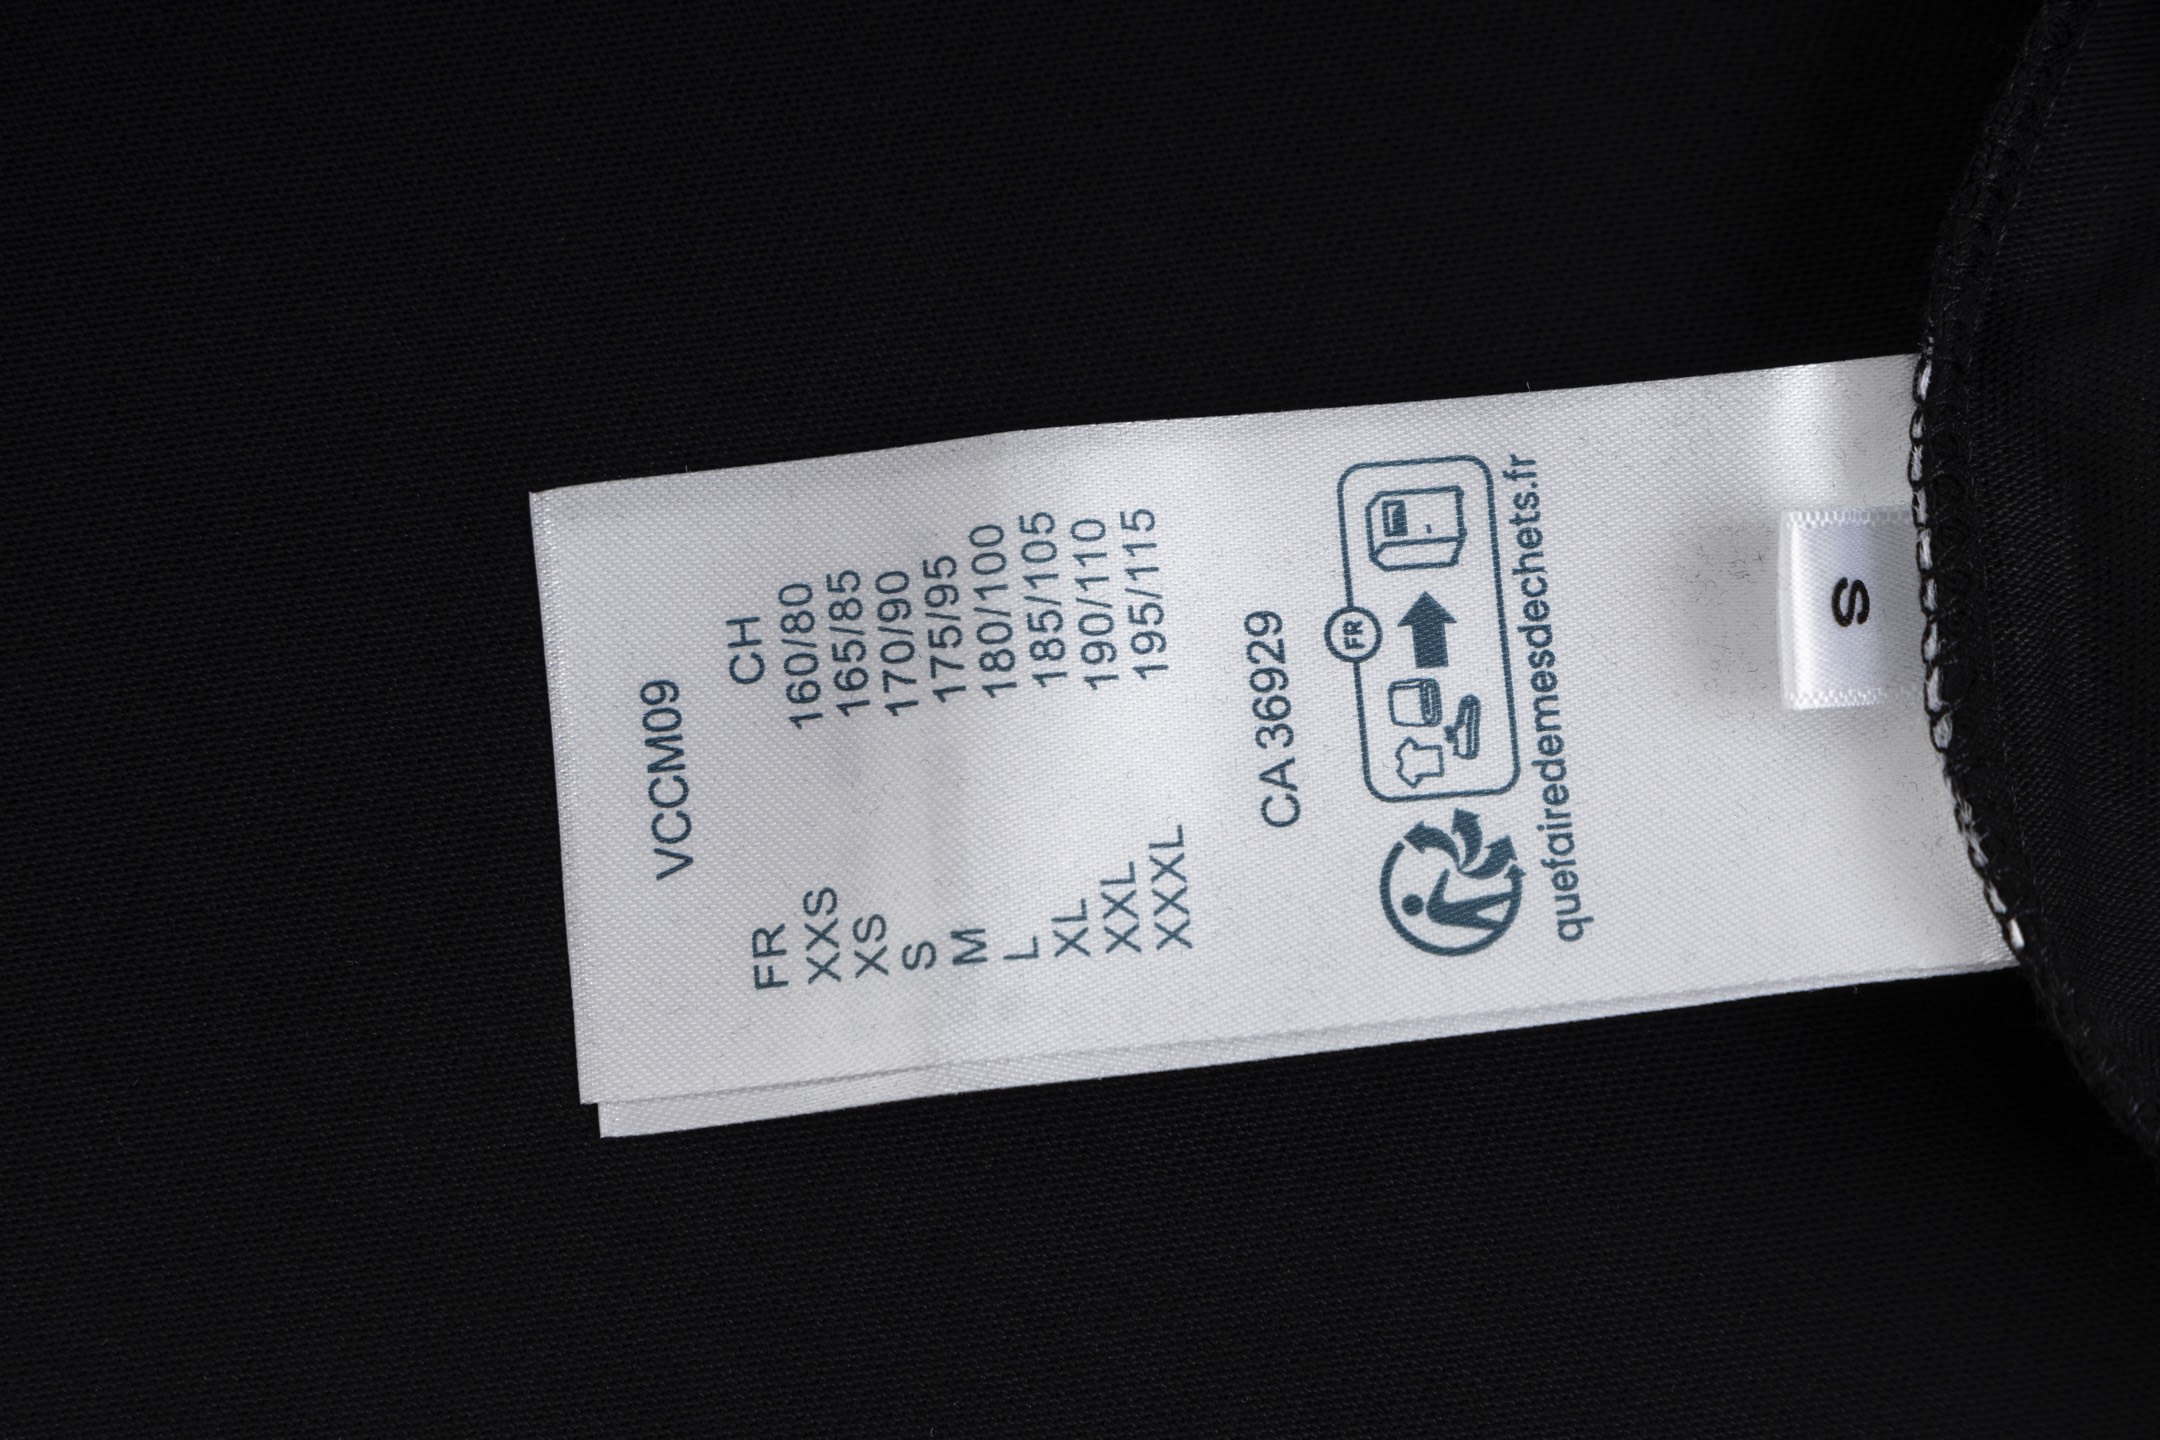 VCCM09
FR CH
XXS 160/80
XS 165/85
S 170/90
M 175/95
L 180/100
XL 185/105
XXL 190/110
XXXL 195/115
CA 36929
FR
quefairedemesdechets.fr
S